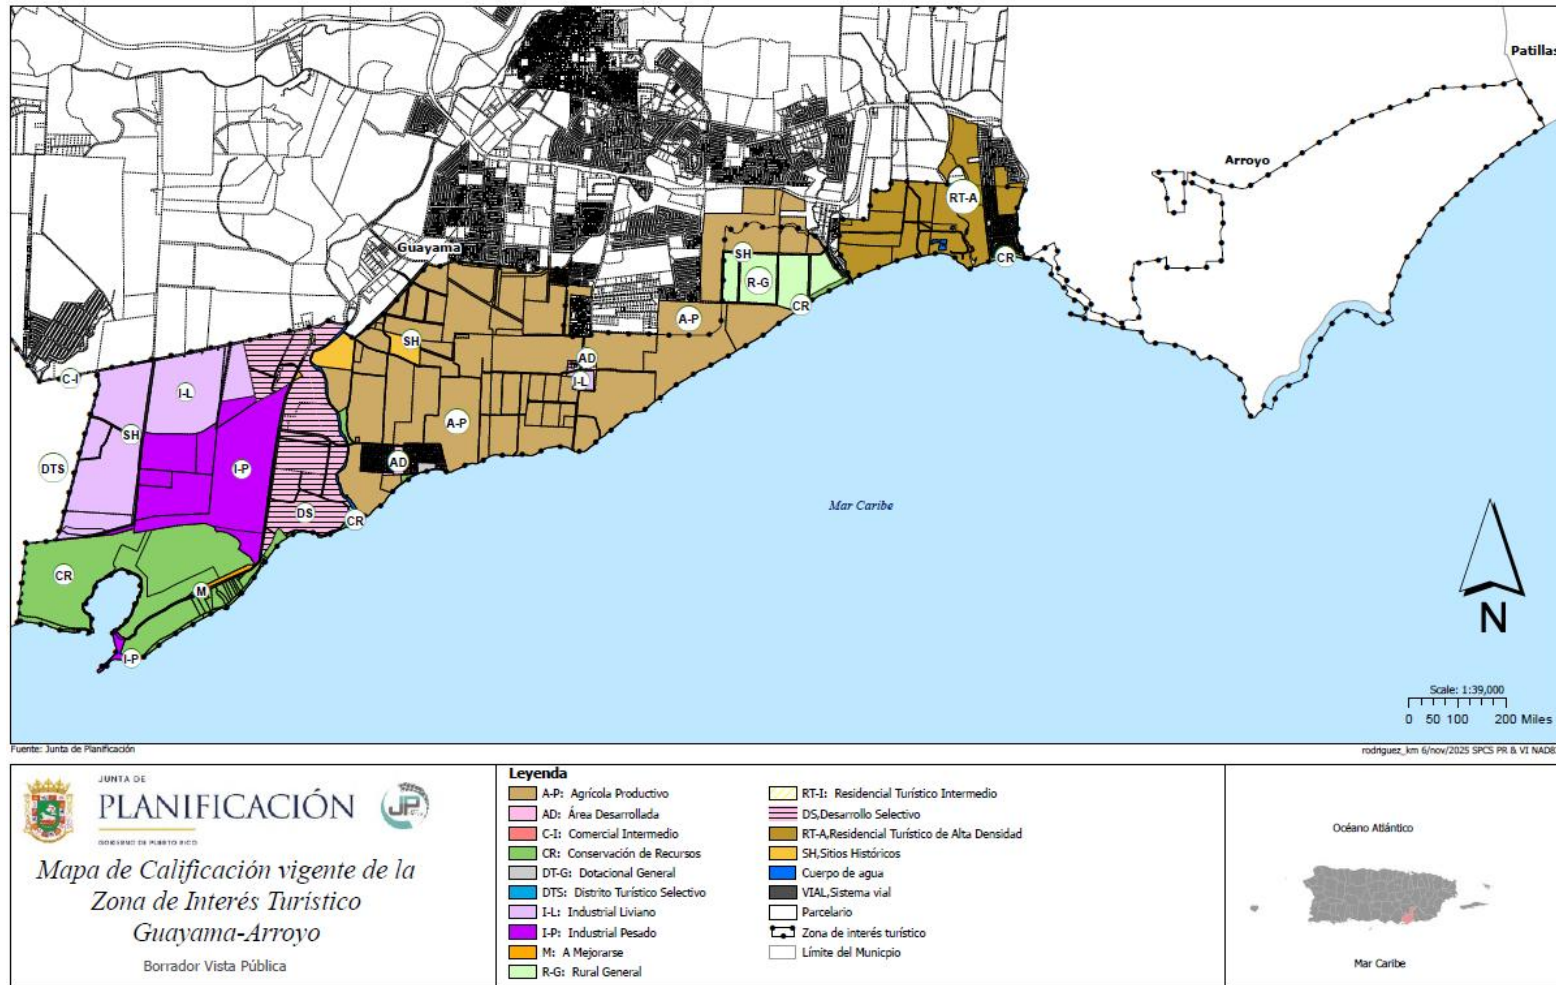 Patillas
Arroyo
RT-A
Guayama
SH
CR
R-G
CR
A-P
SH
AD
C-I
I-L
I-L
A-P
SH
AD
DTS
I-P
DS
CR
Mar Caribe
CR
M
I-P
N
Scale: 1:39,000
0 50 100 200 Miles
Fuente: Junta de Planificación
rodriguez_km 6/nov/2025 SPCS PR & VI NAD8
JUNTA DE
PLANIFICACIÓN
GOBIERNO DE PUERTO RICO
JP
Mapa de Calificación vigente de la
Zona de Interés Turístico
Guayama-Arroyo
Borrador Vista Pública
Leyenda
A-P: Agrícola Productivo
AD: Área Desarrollada
C-I: Comercial Intermedio
CR: Conservación de Recursos
DT-G: Dotacional General
DTS: Distrito Turístico Selectivo
I-L: Industrial Liviano
I-P: Industrial Pesado
M: A Mejorarse
R-G: Rural General
RT-I: Residencial Turístico Intermedio
DS,Desarrollo Selectivo
RT-A,Residencial Turístico de Alta Densidad
SH,Sitios Históricos
Cuerpo de agua
VIAL,Sistema vial
Parcelario
Zona de interés turístico
Límite del Municpio
Océano Atlántico
Mar Caribe